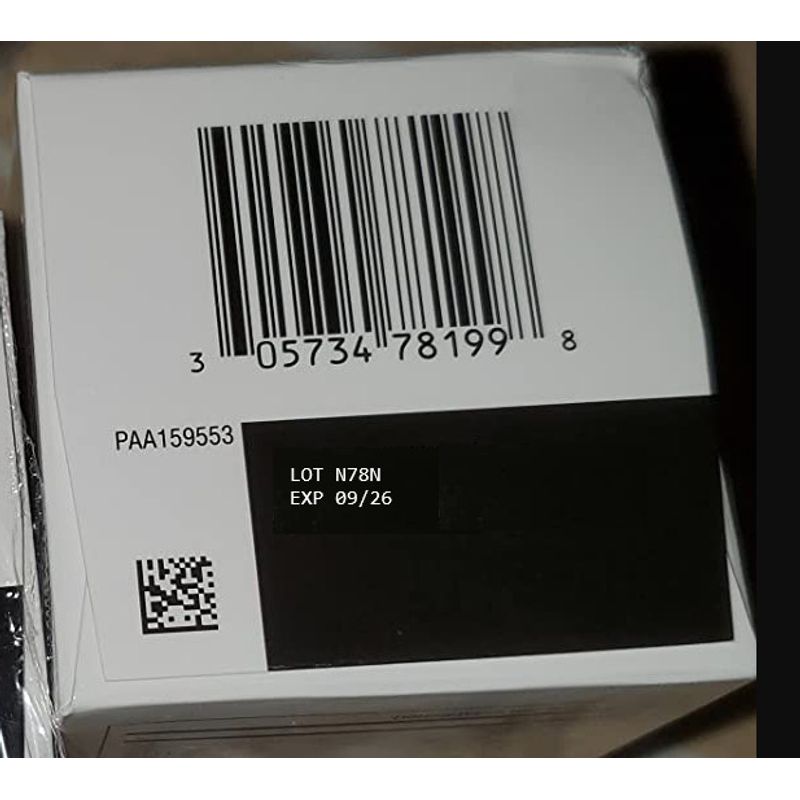 3 05734 78199 8
PAA159553
LOT N78N
EXP 09/26